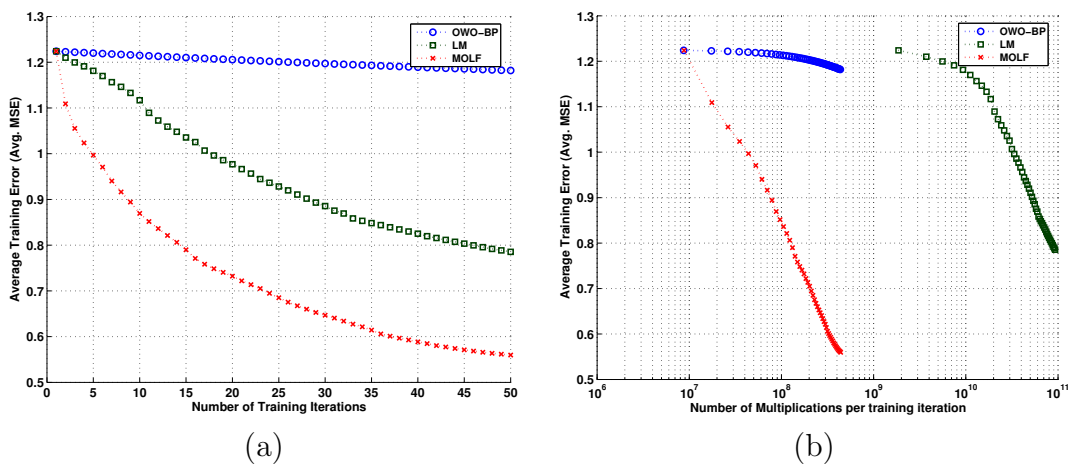 1.3
1.2
1.1
1
0.9
0.8
0.7
0.6
0.5
0 5 10 15 20 25 30 35 40 45 50
Average Training Error (Avg. MSE)
Number of Training Iterations
OWO−BP
LM
MOLF
(a)
1.3
1.2
1.1
1
0.9
0.8
0.7
0.6
0.5
10^6 10^7 10^8 10^9 10^10 10^11
Average Training Error (Avg. MSE)
Number of Multiplications per training iteration
OWO−BP
LM
MOLF
(b)